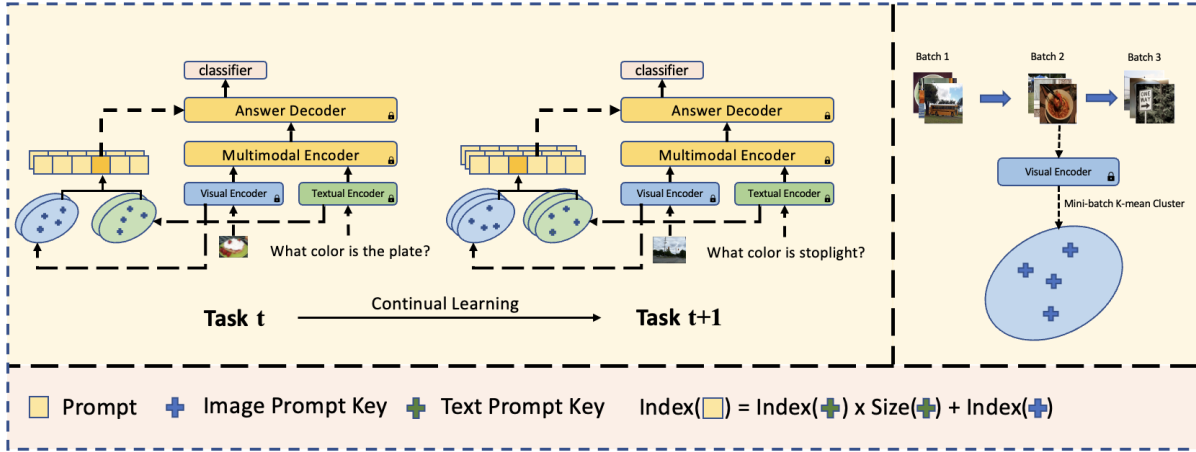 classifier
Answer Decoder
Multimodal Encoder
Visual Encoder
Textual Encoder
What color is the plate?
Task t
Continual Learning
classifier
Answer Decoder
Multimodal Encoder
Visual Encoder
Textual Encoder
What color is stoplight?
Task t+1
Batch 1
Batch 2
Batch 3
ONE WAY
Visual Encoder
Mini-batch K-mean Cluster
Prompt
Image Prompt Key
Text Prompt Key
Index( ) = Index( ) x Size( ) + Index( )